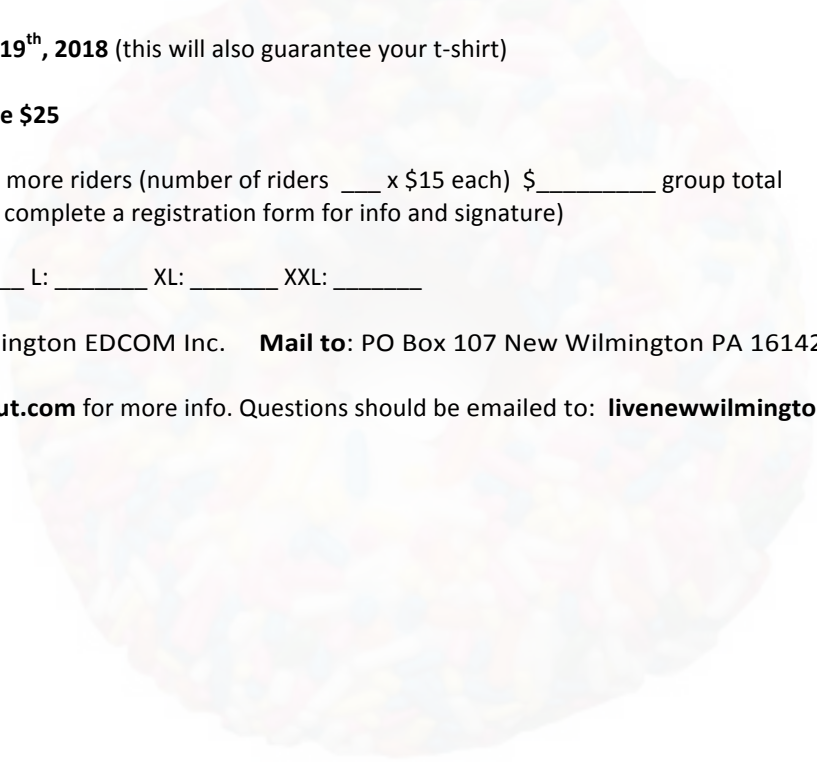 19th, 2018 (this will also guarantee your t-shirt)
e $25
more riders (number of riders ___ x $15 each) $_________ group total
complete a registration form for info and signature)
__ L: _______ XL: _______ XXL: _______
ington EDCOM Inc. Mail to: PO Box 107 New Wilmington PA 16142
ut.com for more info. Questions should be emailed to: livenewwilmingto